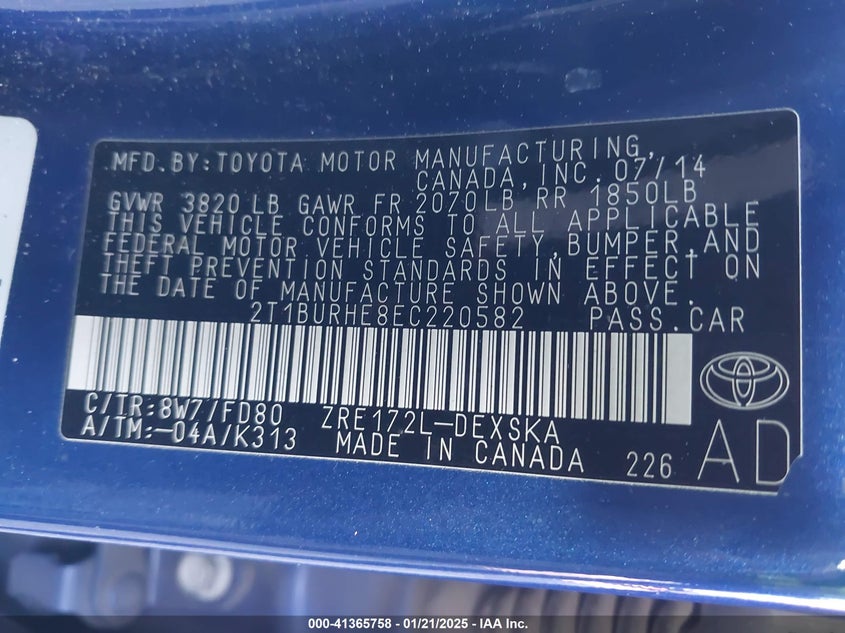 MFD.BY:TOYOTA MOTOR MANUFACTURING,
CANADA, INC. 07/14
GVWR 3820 LB GAWR FR 2070LB RR 1850LB
THIS VEHICLE CONFORMS TO ALL APPLICABLE
FEDERAL MOTOR VEHICLE SAFETY,BUMPER,AND
THEFT PREVENTION STANDARDS IN EFFECT ON
THE DATE OF MANUFACTURE SHOWN ABOVE.
2T1BURHE8EC220582 PASS.CAR
C/TR:8W7/FD80 ZRE172L-DEXSKA
A/TM:-04A/K313 MADE IN CANADA 226 AD
000-41365758 - 01/21/2025 - IAA Inc.